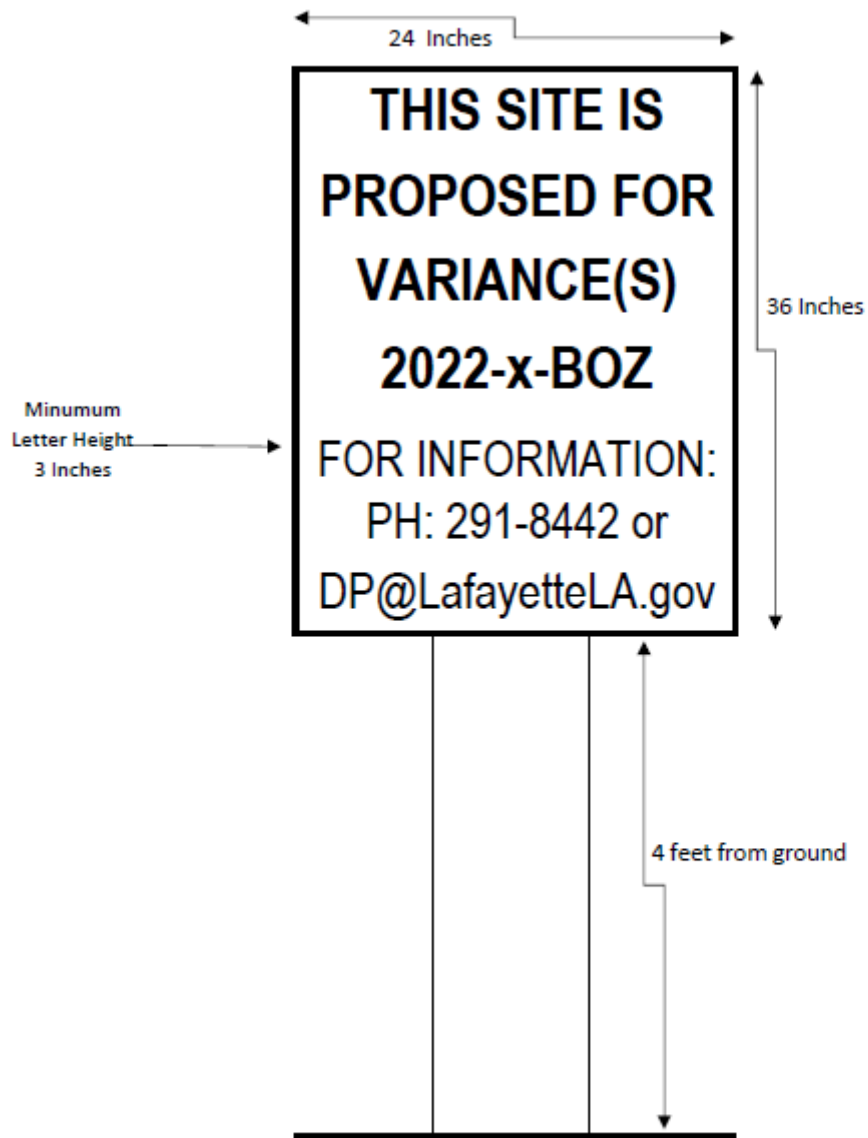 24 Inches
THIS SITE IS
PROPOSED FOR
VARIANCE(S)
2022-x-BOZ
FOR INFORMATION:
PH: 291-8442 or
DP@LafayetteLA.gov
36 Inches
Minumum
Letter Height
3 Inches
4 feet from ground